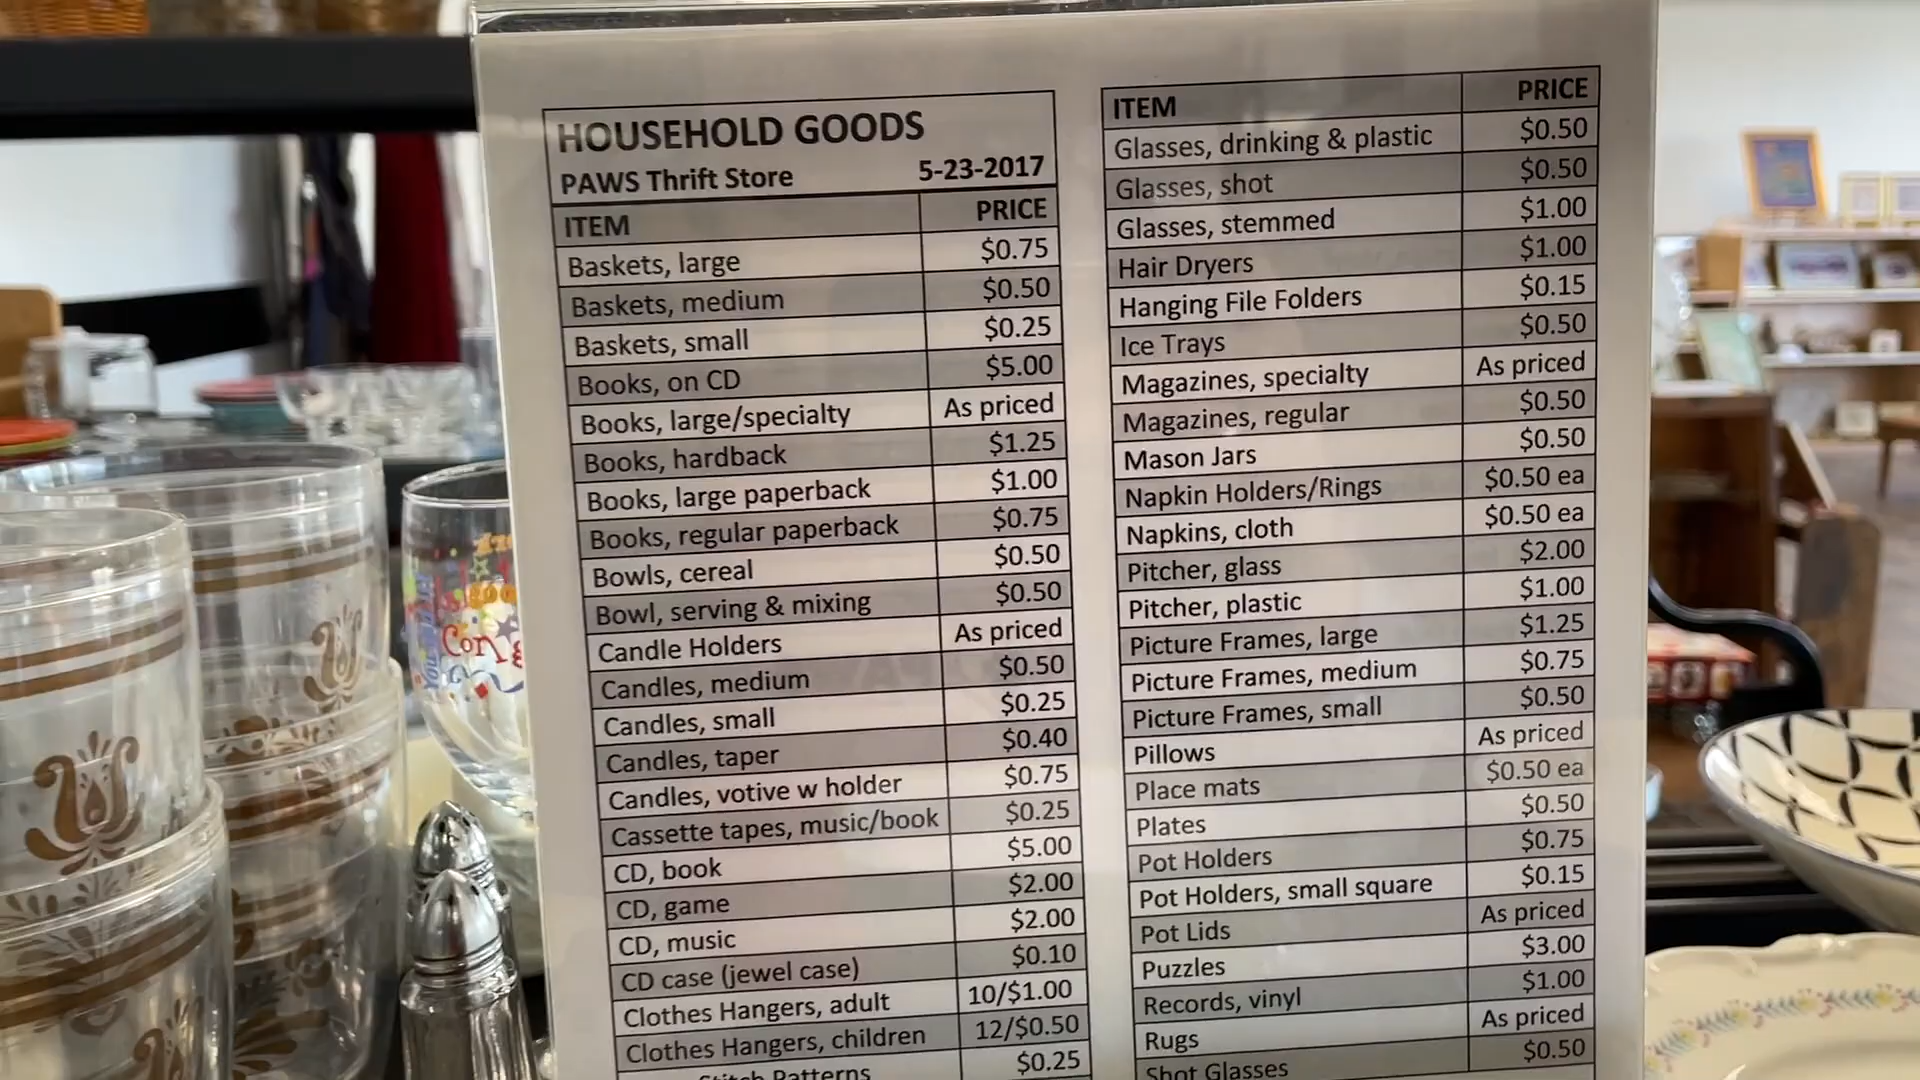 HOUSEHOLD GOODS
PAWS Thrift Store 5-23-2017
ITEM PRICE
Baskets, large $0.75
Baskets, medium $0.50
Baskets, small $0.25
Books, on CD $5.00
Books, large/specialty As priced
Books, hardback $1.25
Books, large paperback $1.00
Books, regular paperback $0.75
Bowls, cereal $0.50
Bowl, serving & mixing $0.50
Candle Holders As priced
Candles, medium $0.50
Candles, small $0.25
Candles, taper $0.40
Candles, votive w holder $0.75
Cassette tapes, music/book $0.25
CD, book $5.00
CD, game $2.00
CD, music $2.00
CD case (jewel case) $0.10
Clothes Hangers, adult 10/$1.00
Clothes Hangers, children 12/$0.50
Stitch Patterns $0.25
ITEM PRICE
Glasses, drinking & plastic $0.50
Glasses, shot $0.50
Glasses, stemmed $1.00
Hair Dryers $1.00
Hanging File Folders $0.15
Ice Trays $0.50
Magazines, specialty As priced
Magazines, regular $0.50
Mason Jars $0.50
Napkin Holders/Rings $0.50 ea
Napkins, cloth $0.50 ea
Pitcher, glass $2.00
Pitcher, plastic $1.00
Picture Frames, large $1.25
Picture Frames, medium $0.75
Picture Frames, small $0.50
Pillows As priced
Place mats $0.50 ea
Plates $0.50
Pot Holders $0.75
Pot Holders, small square $0.15
Pot Lids As priced
Puzzles $3.00
Records, vinyl $1.00
Rugs As priced
Shot Glasses $0.50